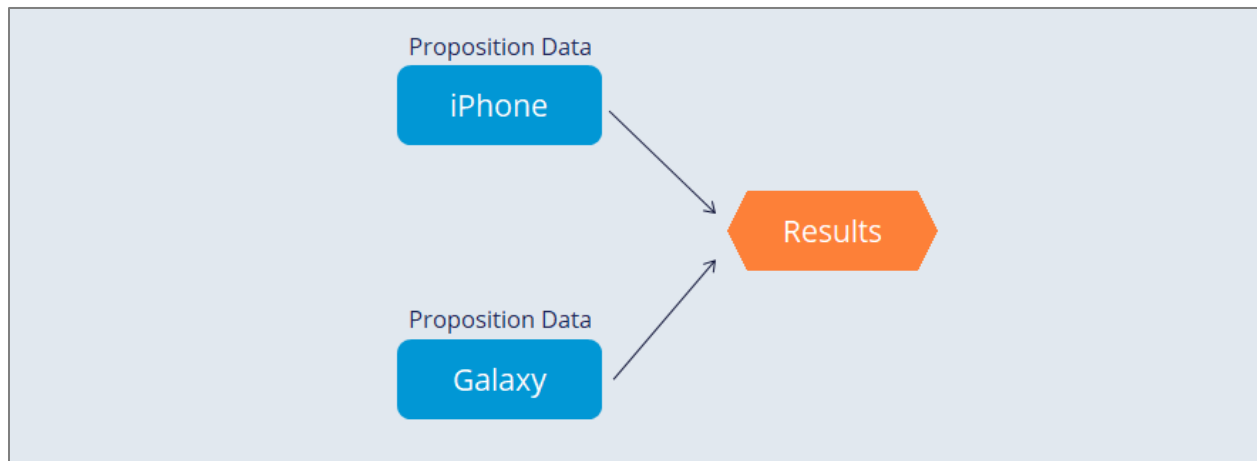 Proposition Data
iPhone
Results
Proposition Data
Galaxy